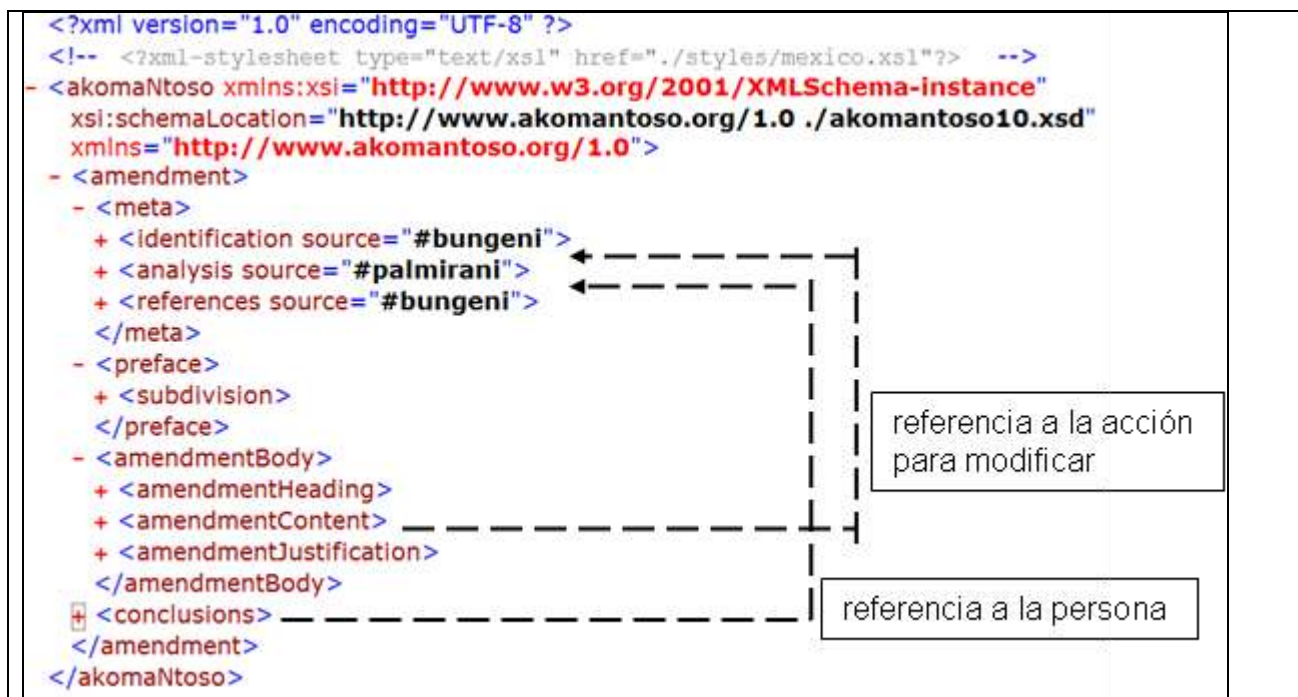 <?xml version="1.0" encoding="UTF-8" ?>
<!-- <?xml-stylesheet type="text/xsl" href="./styles/mexico.xsl"?> -->
- <akomaNtoso xmlns:xsi="http://www.w3.org/2001/XMLSchema-instance"
xsi:schemaLocation="http://www.akomantoso.org/1.0 ./akomantoso10.xsd"
xmlns="http://www.akomantoso.org/1.0">
- <amendment>
- <meta>
+ <identification source="#bungeni">
+ <analysis source="#palmirani">
+ <references source="#bungeni">
</meta>
- <preface>
+ <subdivision>
</preface>
- <amendmentBody>
+ <amendmentHeading>
+ <amendmentContent>
+ <amendmentJustification>
</amendmentBody>
+ <conclusions>
</amendment>
</akomaNtoso>
referencia a la acción
para modificar
referencia a la persona